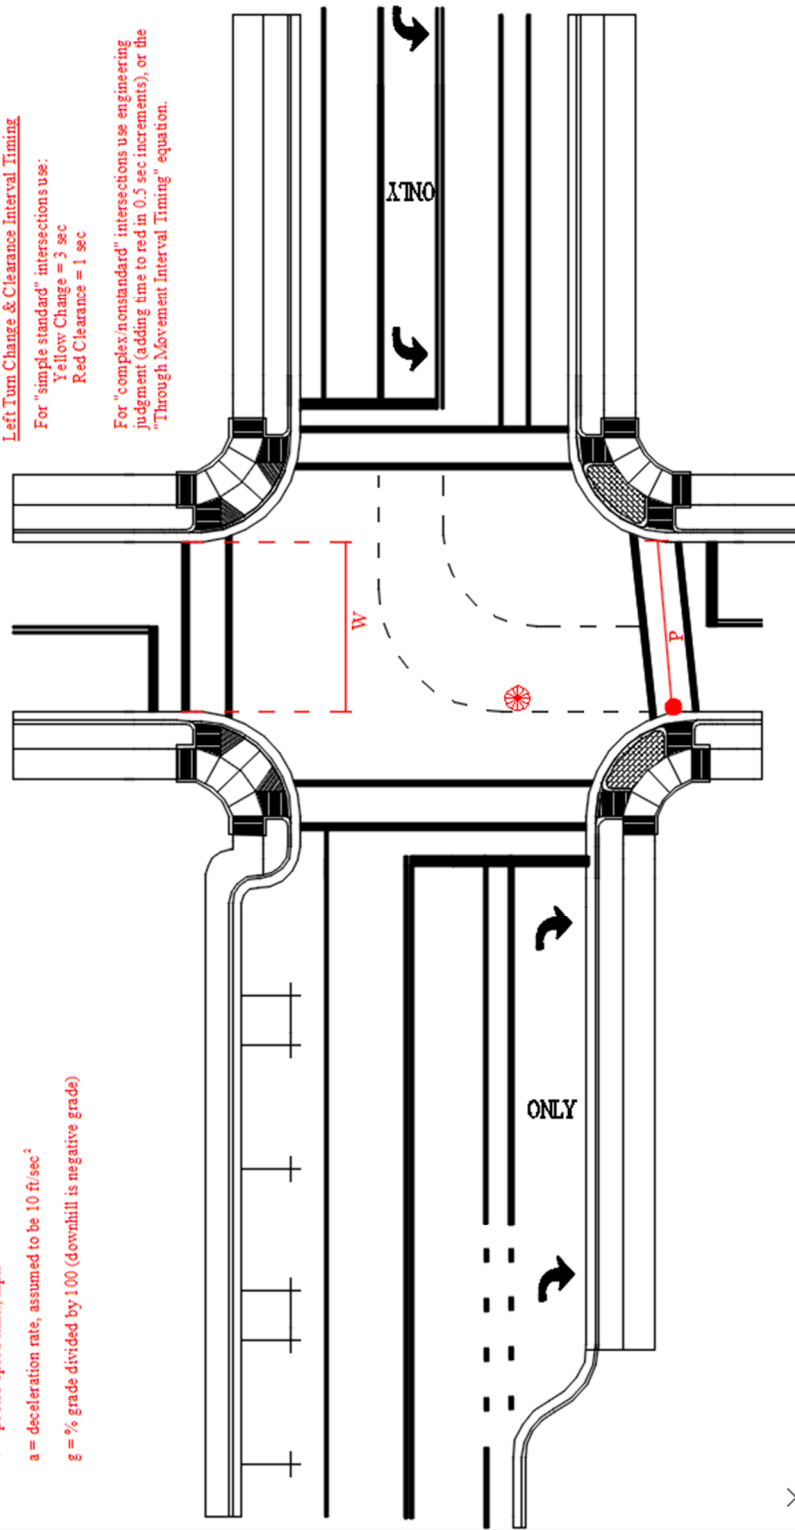 Left Turn Change & Clearance Interval Timing
For "simple standard" intersections use:
Yellow Change = 3 sec
Red Clearance = 1 sec
For "complex/nonstandard" intersections use engineering
judgment (adding time to red in 0.5 sec increments), or the
"Through Movement Interval Timing" equation.
a = deceleration rate, assumed to be 10 ft/sec²
g = % grade divided by 100 (downhill is negative grade)
ONLY
W
P
ONLY